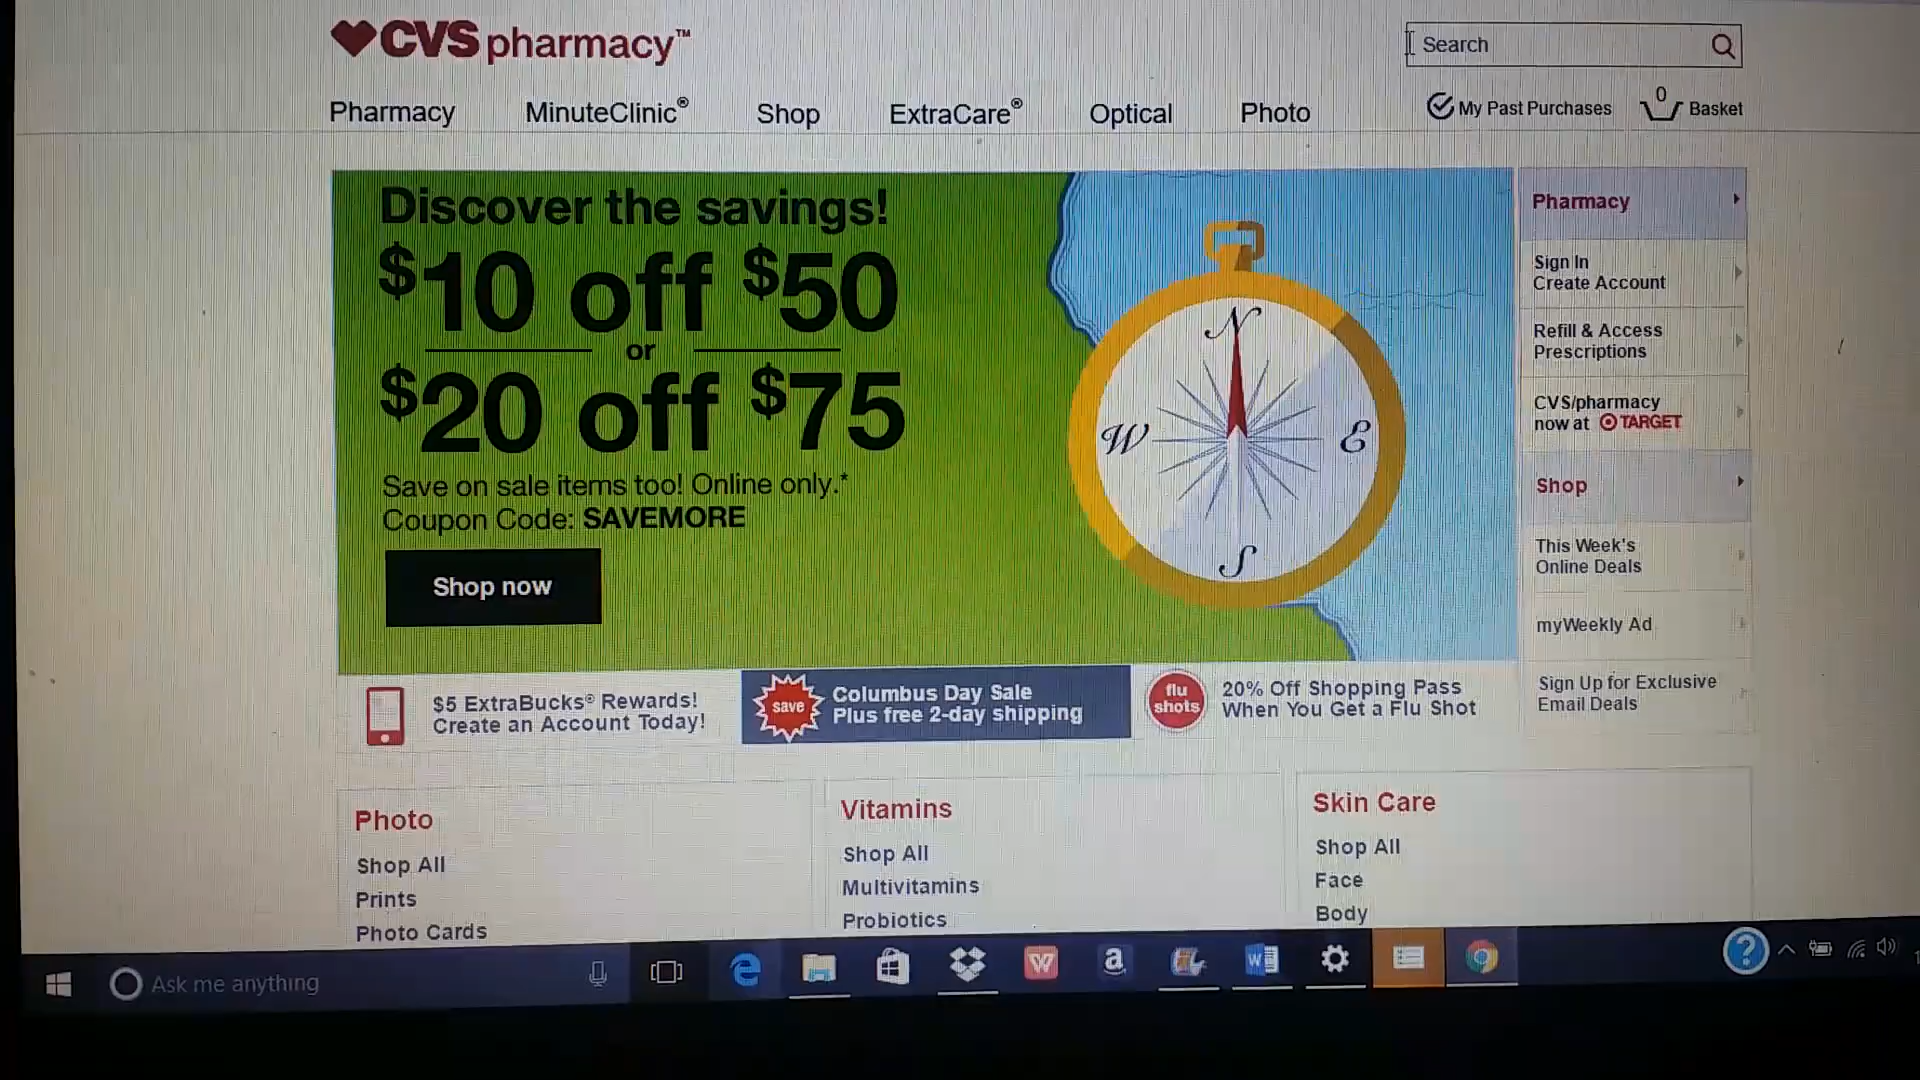 CVS pharmacy™
Search
Pharmacy MinuteClinic® Shop ExtraCare® Optical Photo
My Past Purchases
0
Basket
Discover the savings!
$10 off $50
or
$20 off $75
Save on sale items too! Online only.*
Coupon Code: SAVEMORE
Shop now
N
W
E
S
Pharmacy
Sign In
Create Account
Refill & Access
Prescriptions
CVS/pharmacy
now at TARGET
Shop
This Week's
Online Deals
myWeekly Ad
Sign Up for Exclusive
Email Deals
$5 ExtraBucks® Rewards!
Create an Account Today!
save
Columbus Day Sale
Plus free 2-day shipping
flu
shots
20% Off Shopping Pass
When You Get a Flu Shot
Photo
Shop All
Prints
Photo Cards
Vitamins
Shop All
Multivitamins
Probiotics
Skin Care
Shop All
Face
Body
Ask me anything
e
W
a
W
?